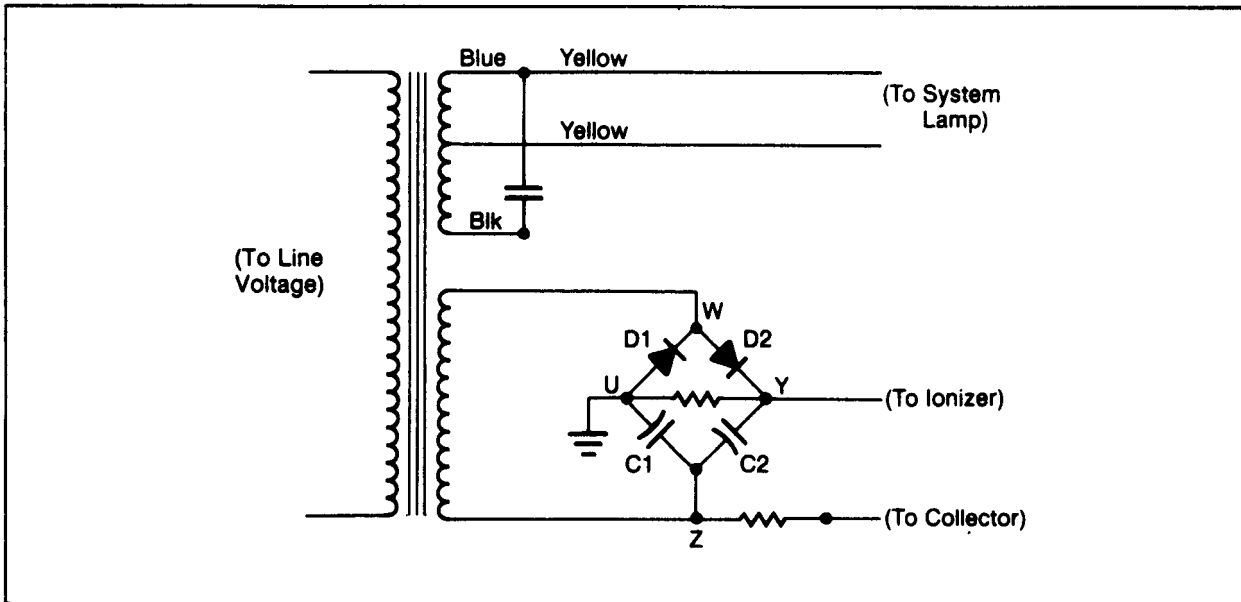 Blue
Yellow
(To System
Lamp)
Yellow
Blk
(To Line
Voltage)
W
D1
D2
U
Y
(To Ionizer)
C1
C2
(To Collector)
Z